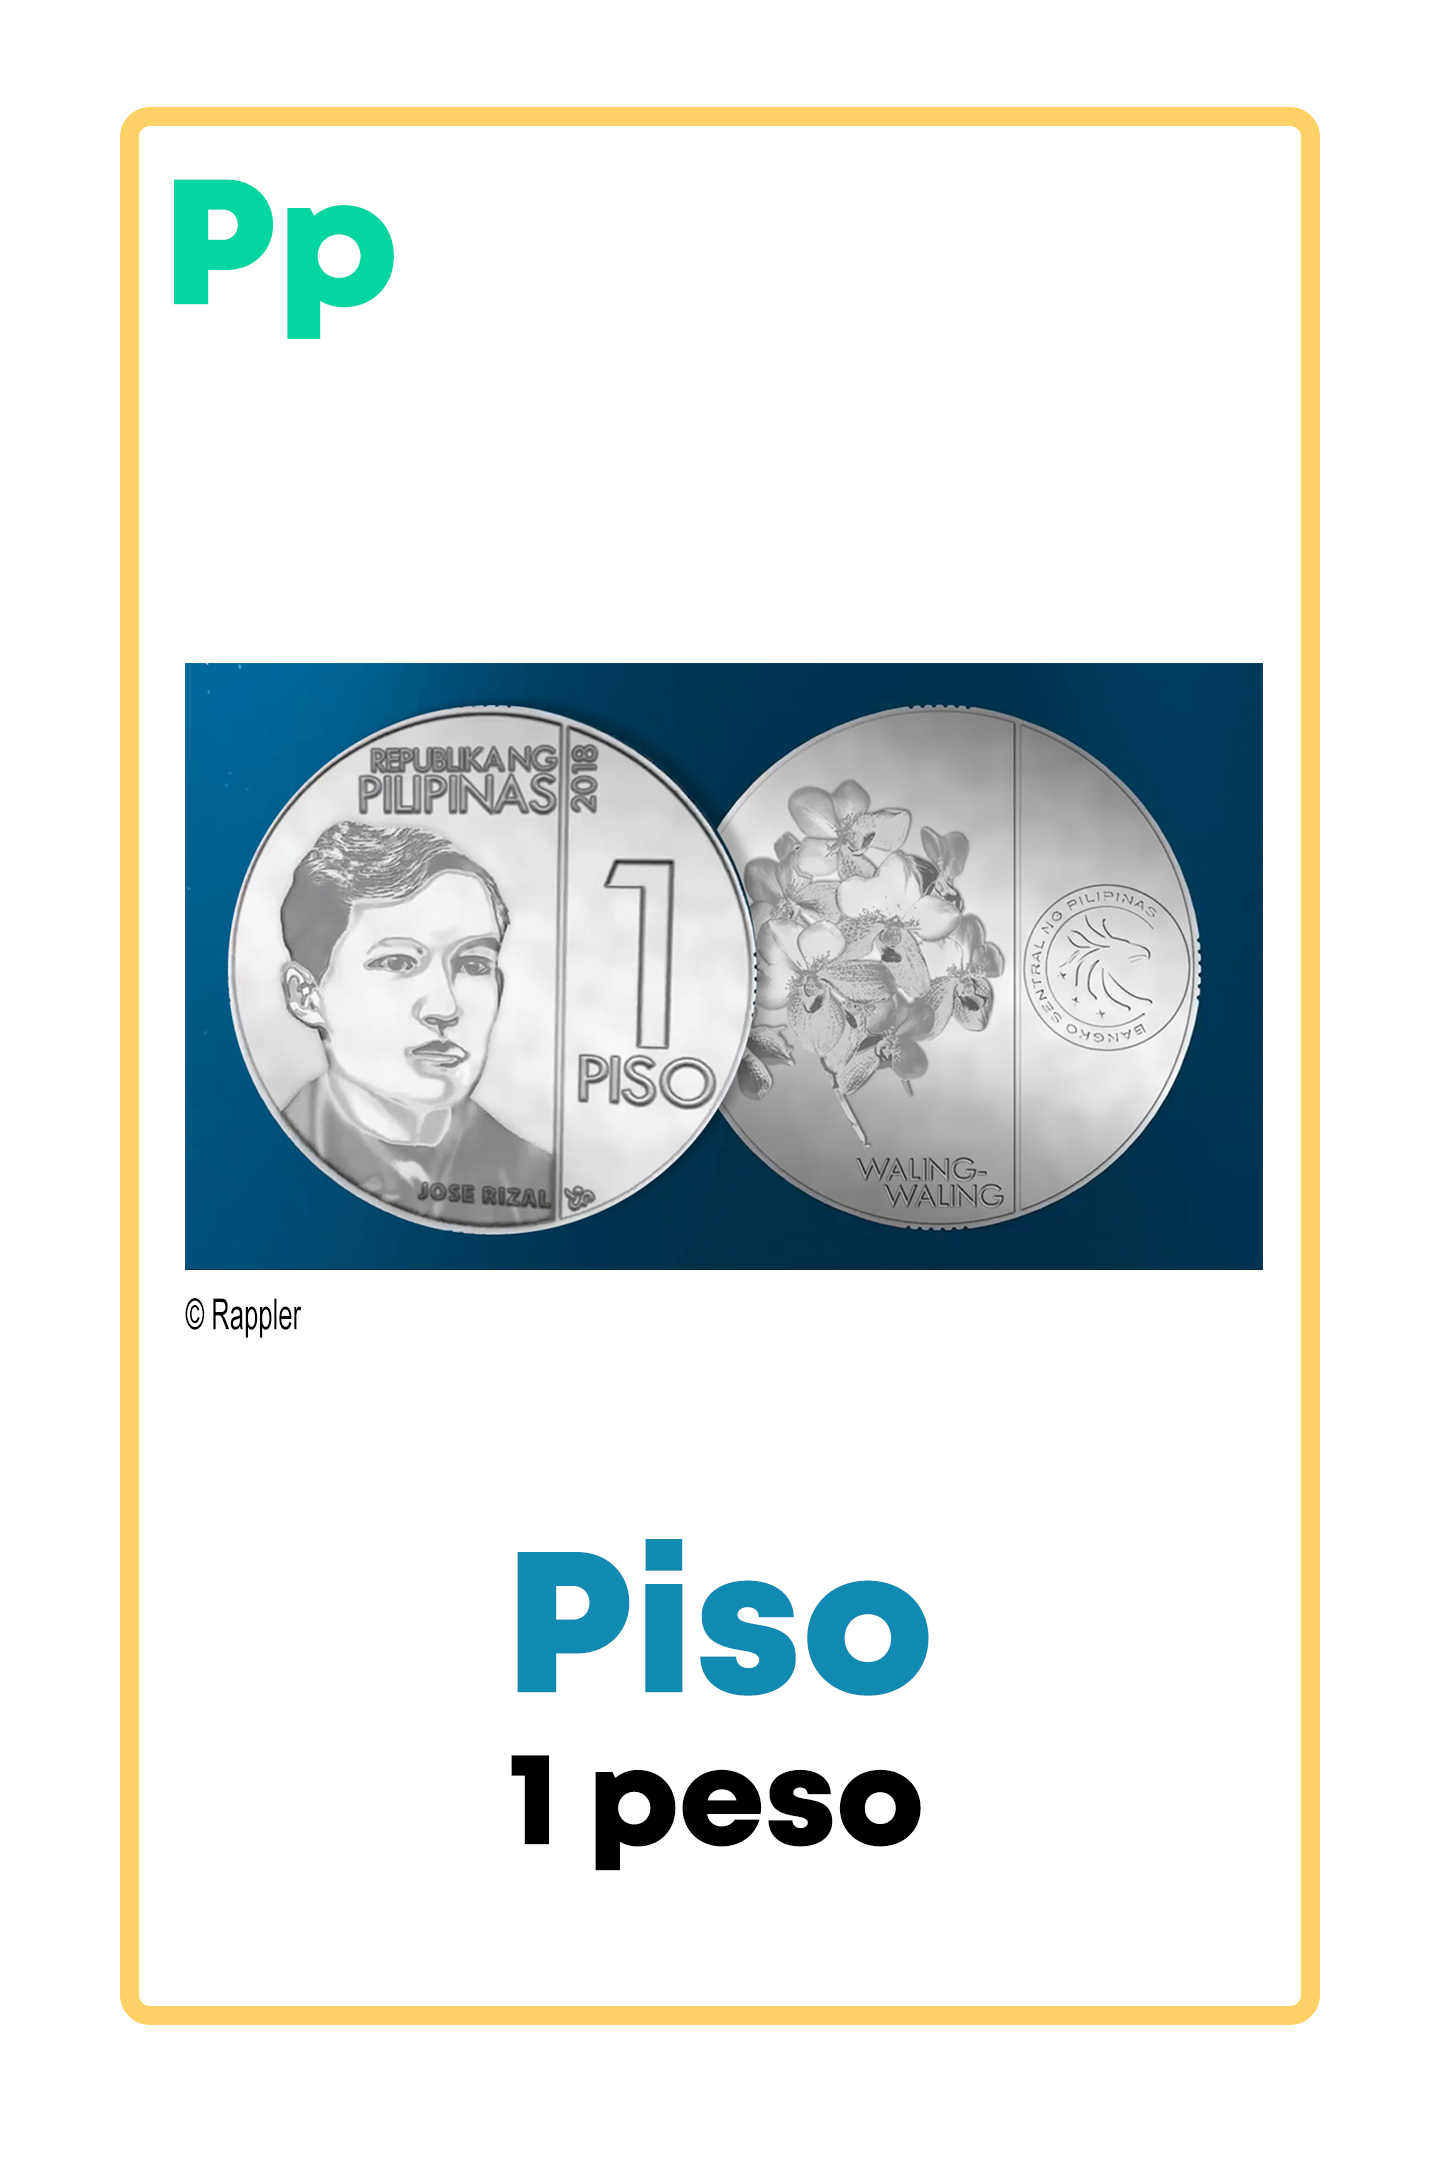 Pp
REPUBLIKA NG
PILIPINAS
2018
1
PISO
JOSE RIZAL
BANGKO SENTRAL NG PILIPINAS
WALING-
WALING
© Rappler
Piso
1 peso